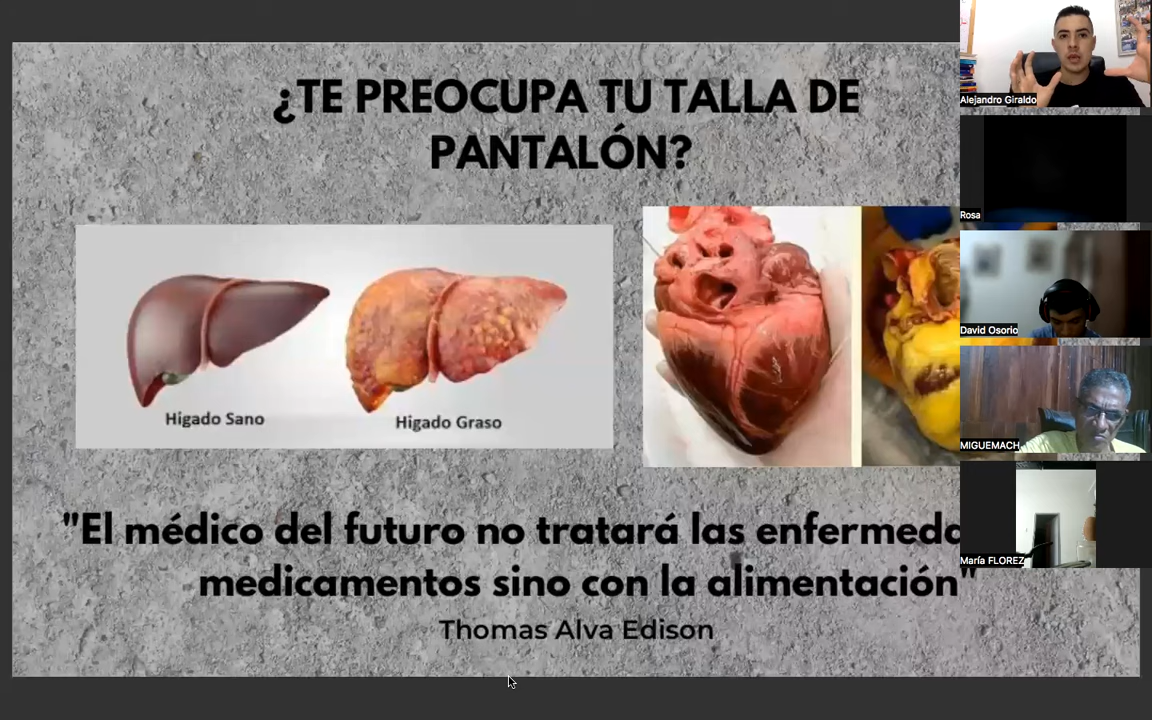 ¿TE PREOCUPA TU TALLA DE
PANTALÓN?
Higado Sano
Higado Graso
"El médico del futuro no tratará las
medicamentos sino con la alimentación"
Thomas Alva Edison
Alejandro Giraldo
Rosa
David Osorio
MIGUEMACH
María FLOREZ